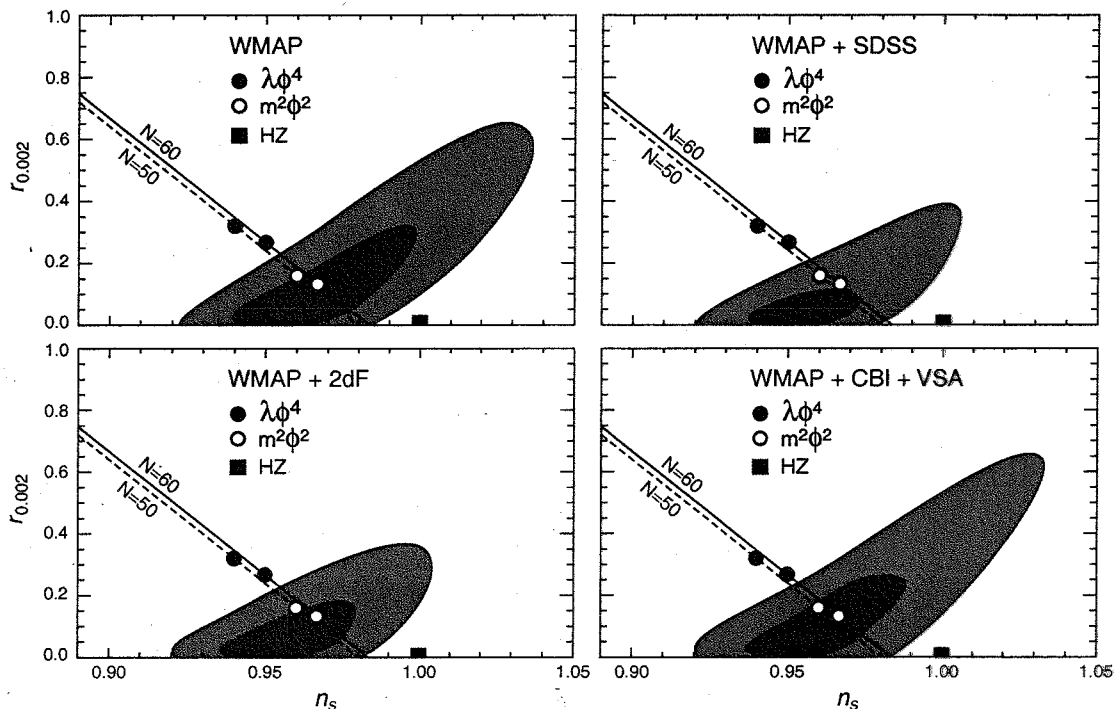 1.0
0.8
0.6
0.4
0.2
0.0
r0.002
WMAP
λϕ⁴
m²ϕ²
HZ
N=60
N=50
WMAP + SDSS
λϕ⁴
m²ϕ²
HZ
N=60
N=50
1.0
0.8
0.6
0.4
0.2
0.0
r0.002
WMAP + 2dF
λϕ⁴
m²ϕ²
HZ
N=60
N=50
WMAP + CBI + VSA
λϕ⁴
m²ϕ²
HZ
N=60
N=50
0.90 0.95 1.00 1.05
0.90 0.95 1.00 1.05
ns
ns